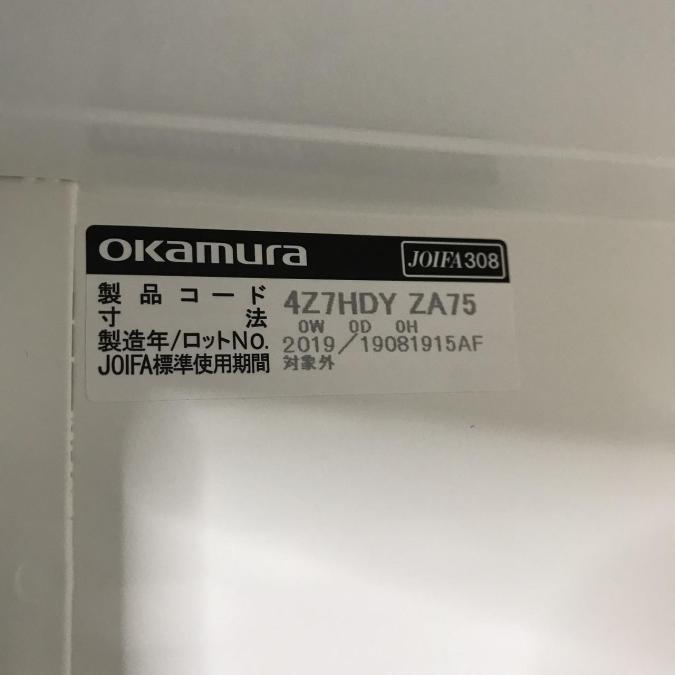 okamura JOIFA308
製品コード 4Z7HDY ZA75
寸法 0W 0D 0H
製造年/ロットNo. 2019/19081915AF
JOIFA標準使用期間 対象外